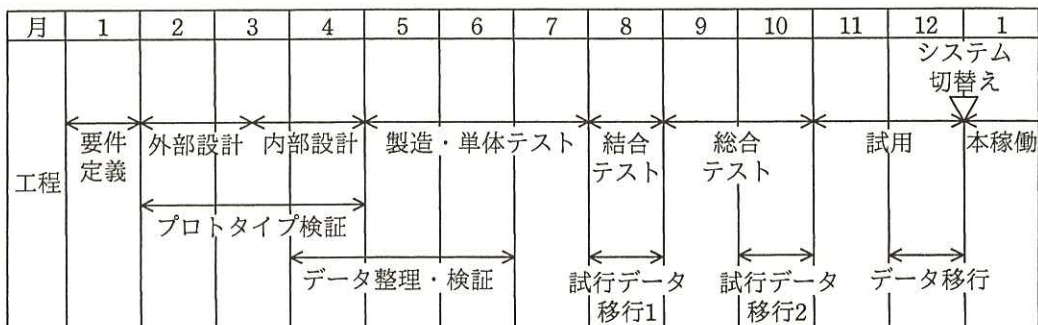 月 1 2 3 4 5 6 7 8 9 10 11 12 1
システム
切替え
工程
要件
定義
外部設計
内部設計
製造・単体テスト
結合
テスト
総合
テスト
試用
本稼働
プロトタイプ検証
データ整理・検証
試行データ
移行1
試行データ
移行2
データ移行